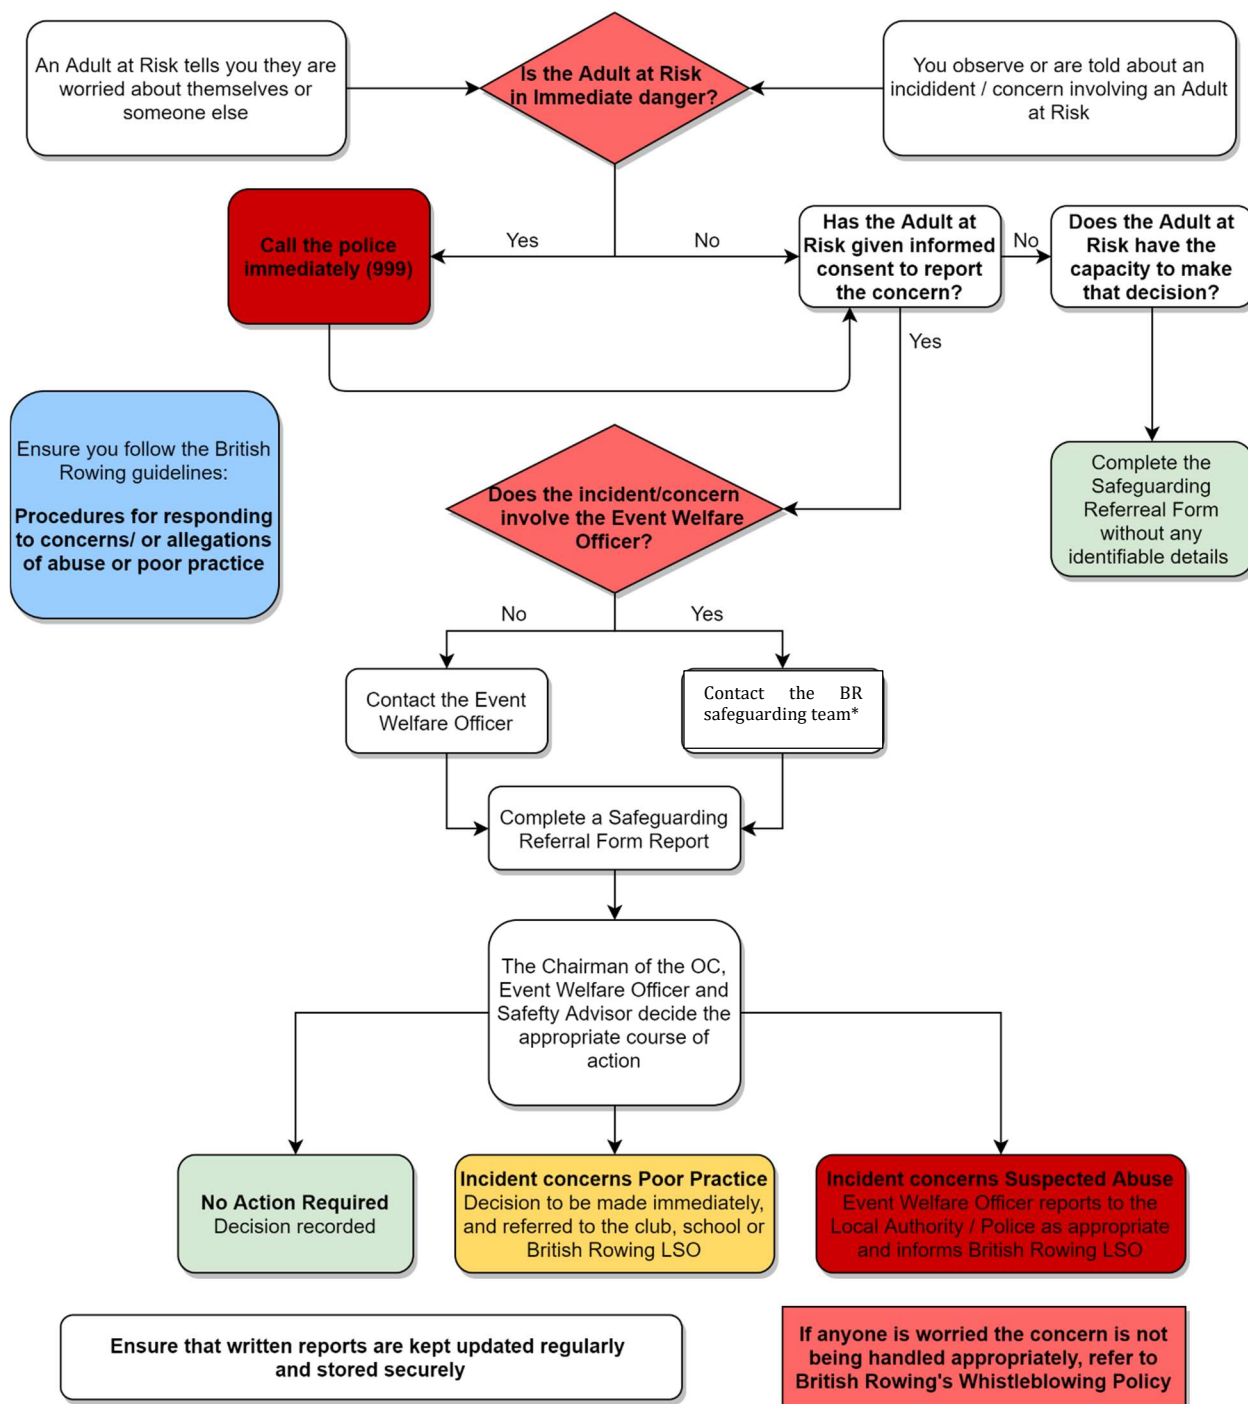 An Adult at Risk tells you they are
worried about themselves or
someone else
Is the Adult at Risk
in Immediate danger?
You observe or are told about an
incidident / concern involving an Adult
at Risk
Call the police
immediately (999)
Yes
No
Has the Adult at
Risk given informed
consent to report
the concern?
No
Does the Adult at
Risk have the
capacity to make
that decision?
Yes
Ensure you follow the British
Rowing guidelines:
Procedures for responding
to concerns/ or allegations
of abuse or poor practice
Does the incident/concern
involve the Event Welfare
Officer?
Complete the
Safeguarding
Referreal Form
without any
identifiable details
No
Yes
Contact the Event
Welfare Officer
Contact the BR
safeguarding team*
Complete a Safeguarding
Referral Form Report
The Chairman of the OC,
Event Welfare Officer and
Safefty Advisor decide the
appropriate course of
action
No Action Required
Decision recorded
Incident concerns Poor Practice
Decision to be made immediately,
and referred to the club, school or
British Rowing LSO
Incident concerns Suspected Abuse
Event Welfare Officer reports to the
Local Authority / Police as appropriate
and informs British Rowing LSO
Ensure that written reports are kept updated regularly
and stored securely
If anyone is worried the concern is not
being handled appropriately, refer to
British Rowing's Whistleblowing Policy